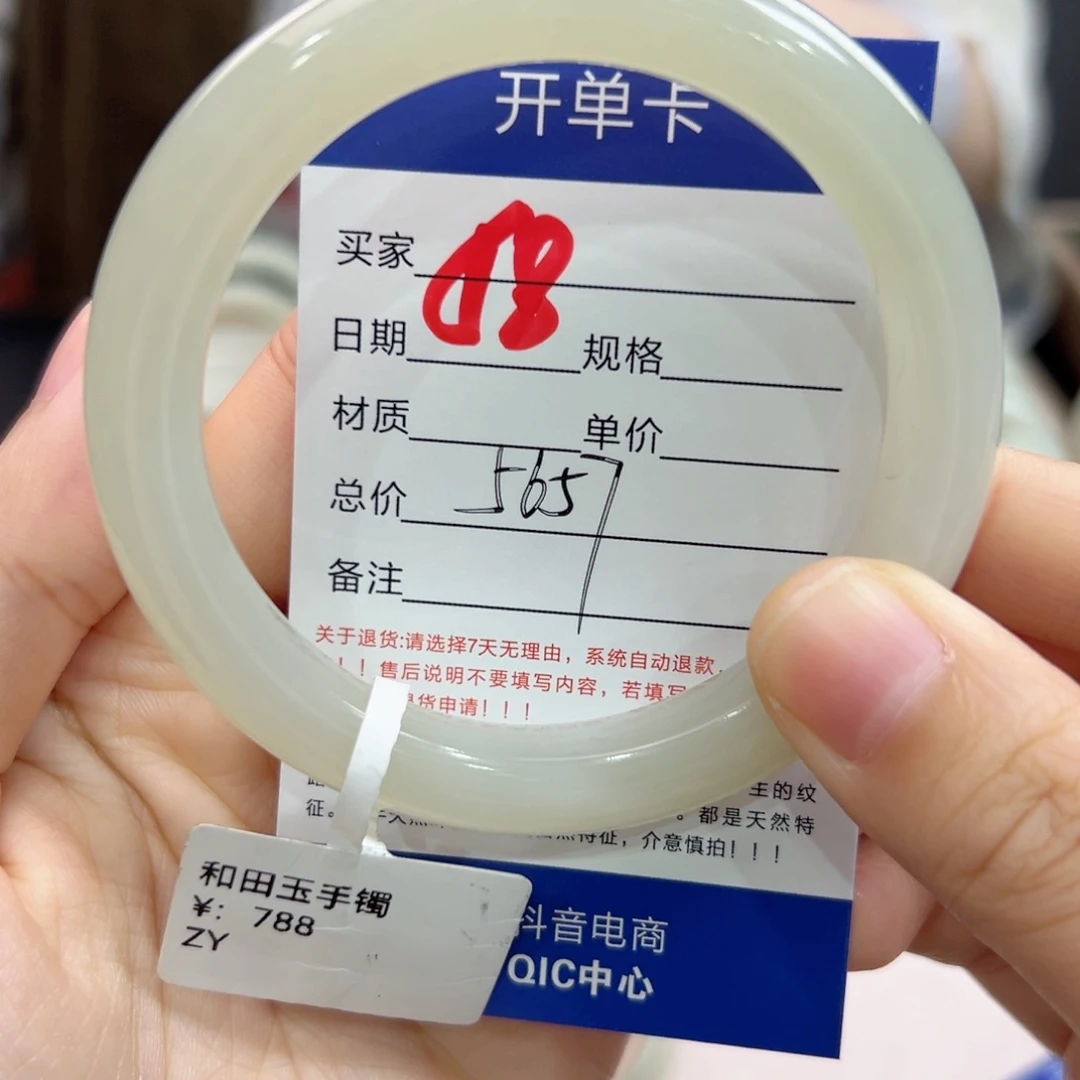 开单卡
买家
日期 规格
材质 单价
总价 565
备注
关于退货:请选择7天无理由，系统自动退款，
！！售后说明不要填写内容，若填写
退货申请！！！
生的纹
征。 。都是天然特
然特征，介意慎拍！！！
和田玉手镯
¥: 788
ZY
抖音电商
QIC中心